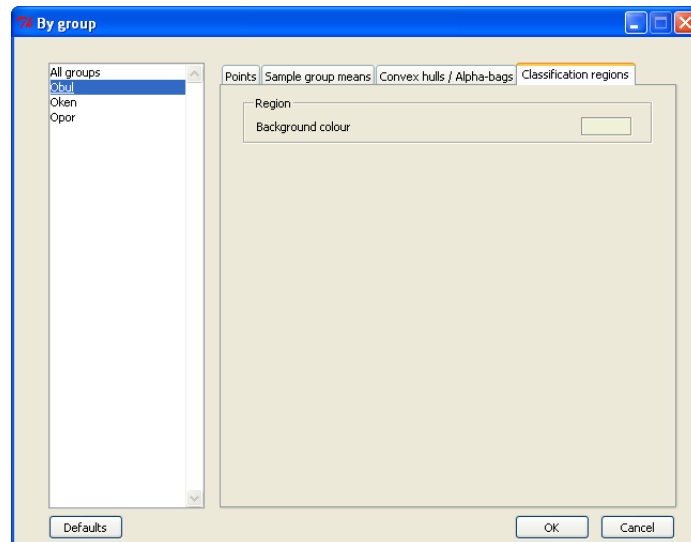 By group
All groups
Obul
Oken
Opor
Points Sample group means Convex hulls / Alpha-bags Classification regions
Region
Background colour
Defaults
OK Cancel